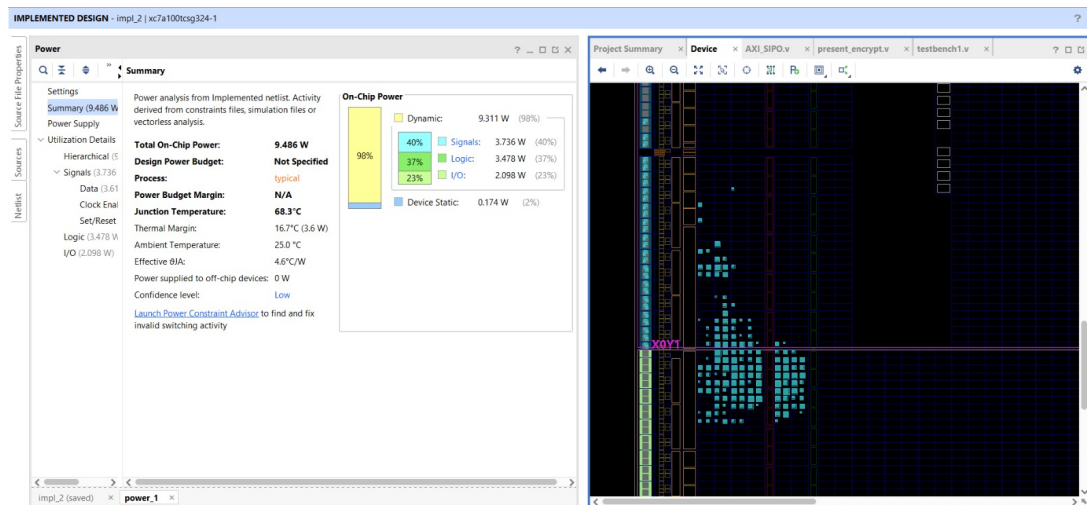 IMPLEMENTED DESIGN - impl_2 | xc7a100tcsg324-1
?
Source File Properties
Sources
Netlist
Power
Summary
Settings
Summary (9.486 W
Power Supply
Utilization Details
Hierarchical (9
Signals (3.736
Data (3.61
Clock Enal
Set/Reset
Logic (3.478 W
I/O (2.098 W)
Power analysis from Implemented netlist. Activity
derived from constraints files, simulation files or
vectorless analysis.
Total On-Chip Power: 9.486 W
Design Power Budget: Not Specified
Process: typical
Power Budget Margin: N/A
Junction Temperature: 68.3°C
Thermal Margin: 16.7°C (3.6 W)
Ambient Temperature: 25.0 °C
Effective ϑJA: 4.6°C/W
Power supplied to off-chip devices: 0 W
Confidence level: Low
Launch Power Constraint Advisor to find and fix
invalid switching activity
On-Chip Power
Dynamic: 9.311 W (98%)
98%
40% Signals: 3.736 W (40%)
37% Logic: 3.478 W (37%)
23% I/O: 2.098 W (23%)
Device Static: 0.174 W (2%)
impl_2 (saved) power_1
Project Summary Device AXI_SIPO.v present_encrypt.v testbench1.v
X0Y1